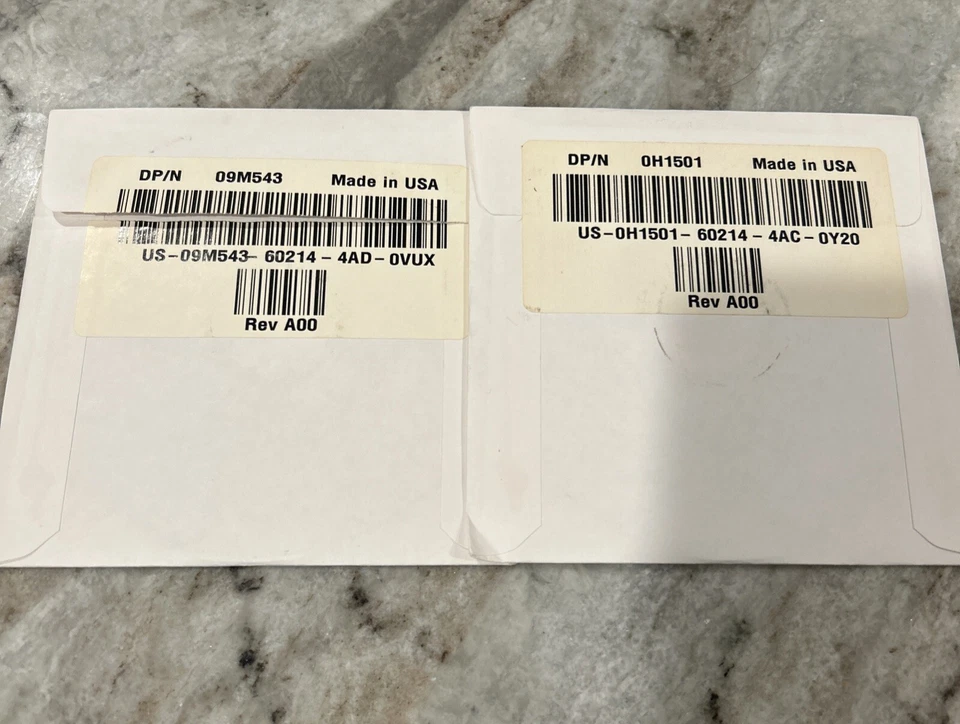 DP/N 09M543 Made in USA
US-09M543- 60214 - 4AD - 0VUX
Rev A00
DP/N 0H1501 Made in USA
US-0H1501- 60214 - 4AC - 0Y20
Rev A00